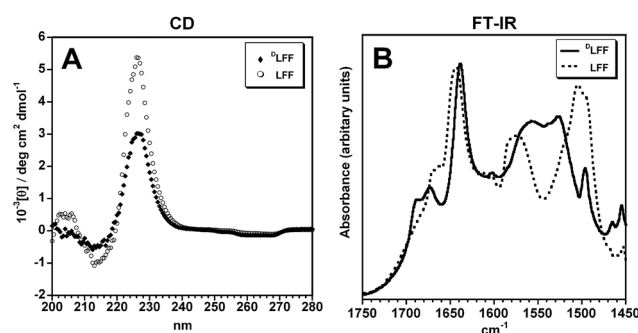 CD
FT-IR
A
ᴰLFF
LFF
10⁻³[θ] / deg cm² dmol⁻¹
6
5
4
3
2
1
0
-1
-2
200 210 220 230 240 250 260 270 280
nm
B
ᴰLFF
LFF
Absorbance (arbitary units)
1750 1700 1650 1600 1550 1500 1450
cm⁻¹